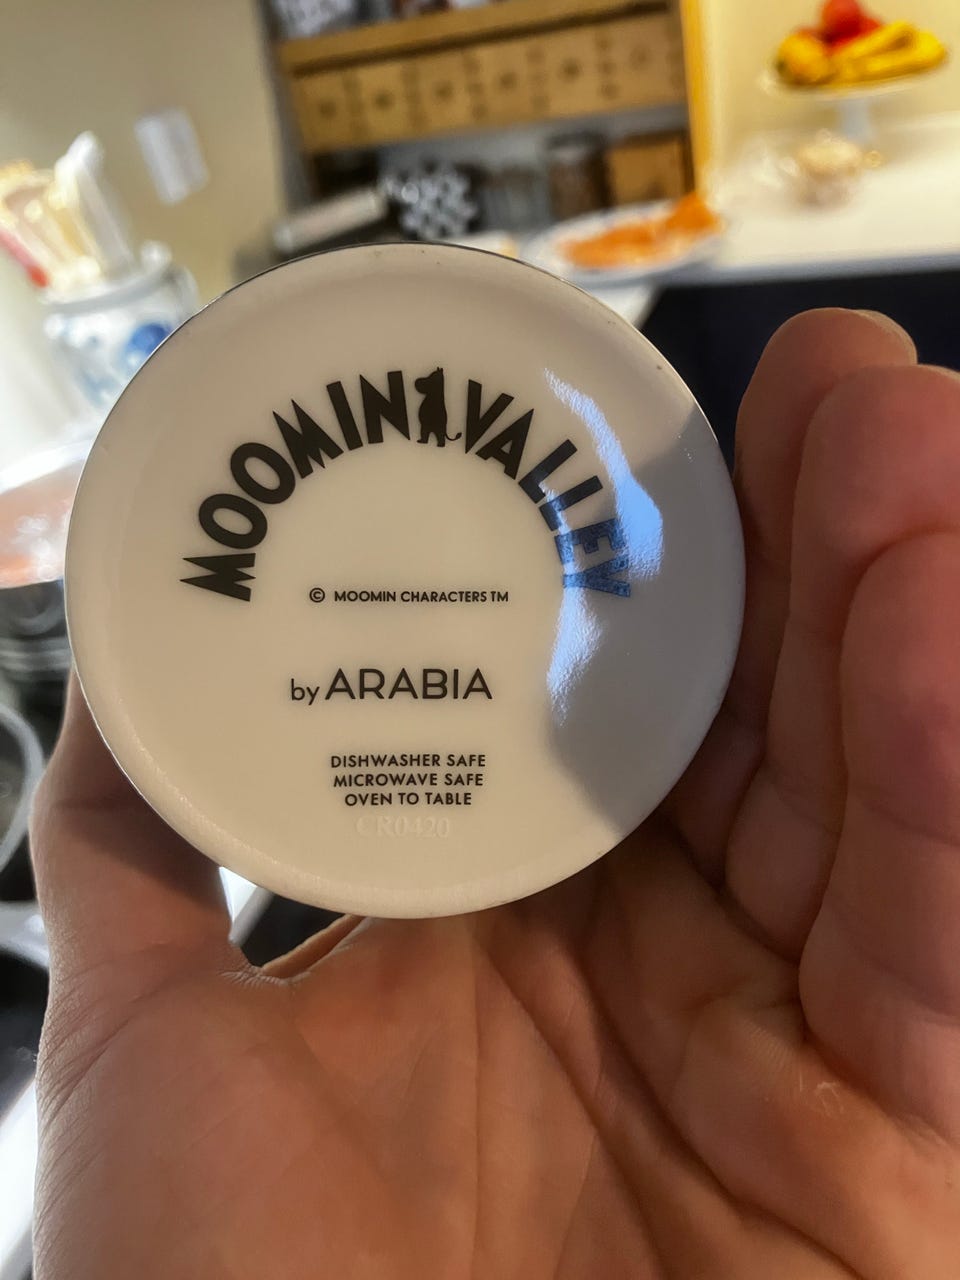 MOOMINVALLEY
© MOOMIN CHARACTERS TM
by ARABIA
DISHWASHER SAFE
MICROWAVE SAFE
OVEN TO TABLE
CR0420